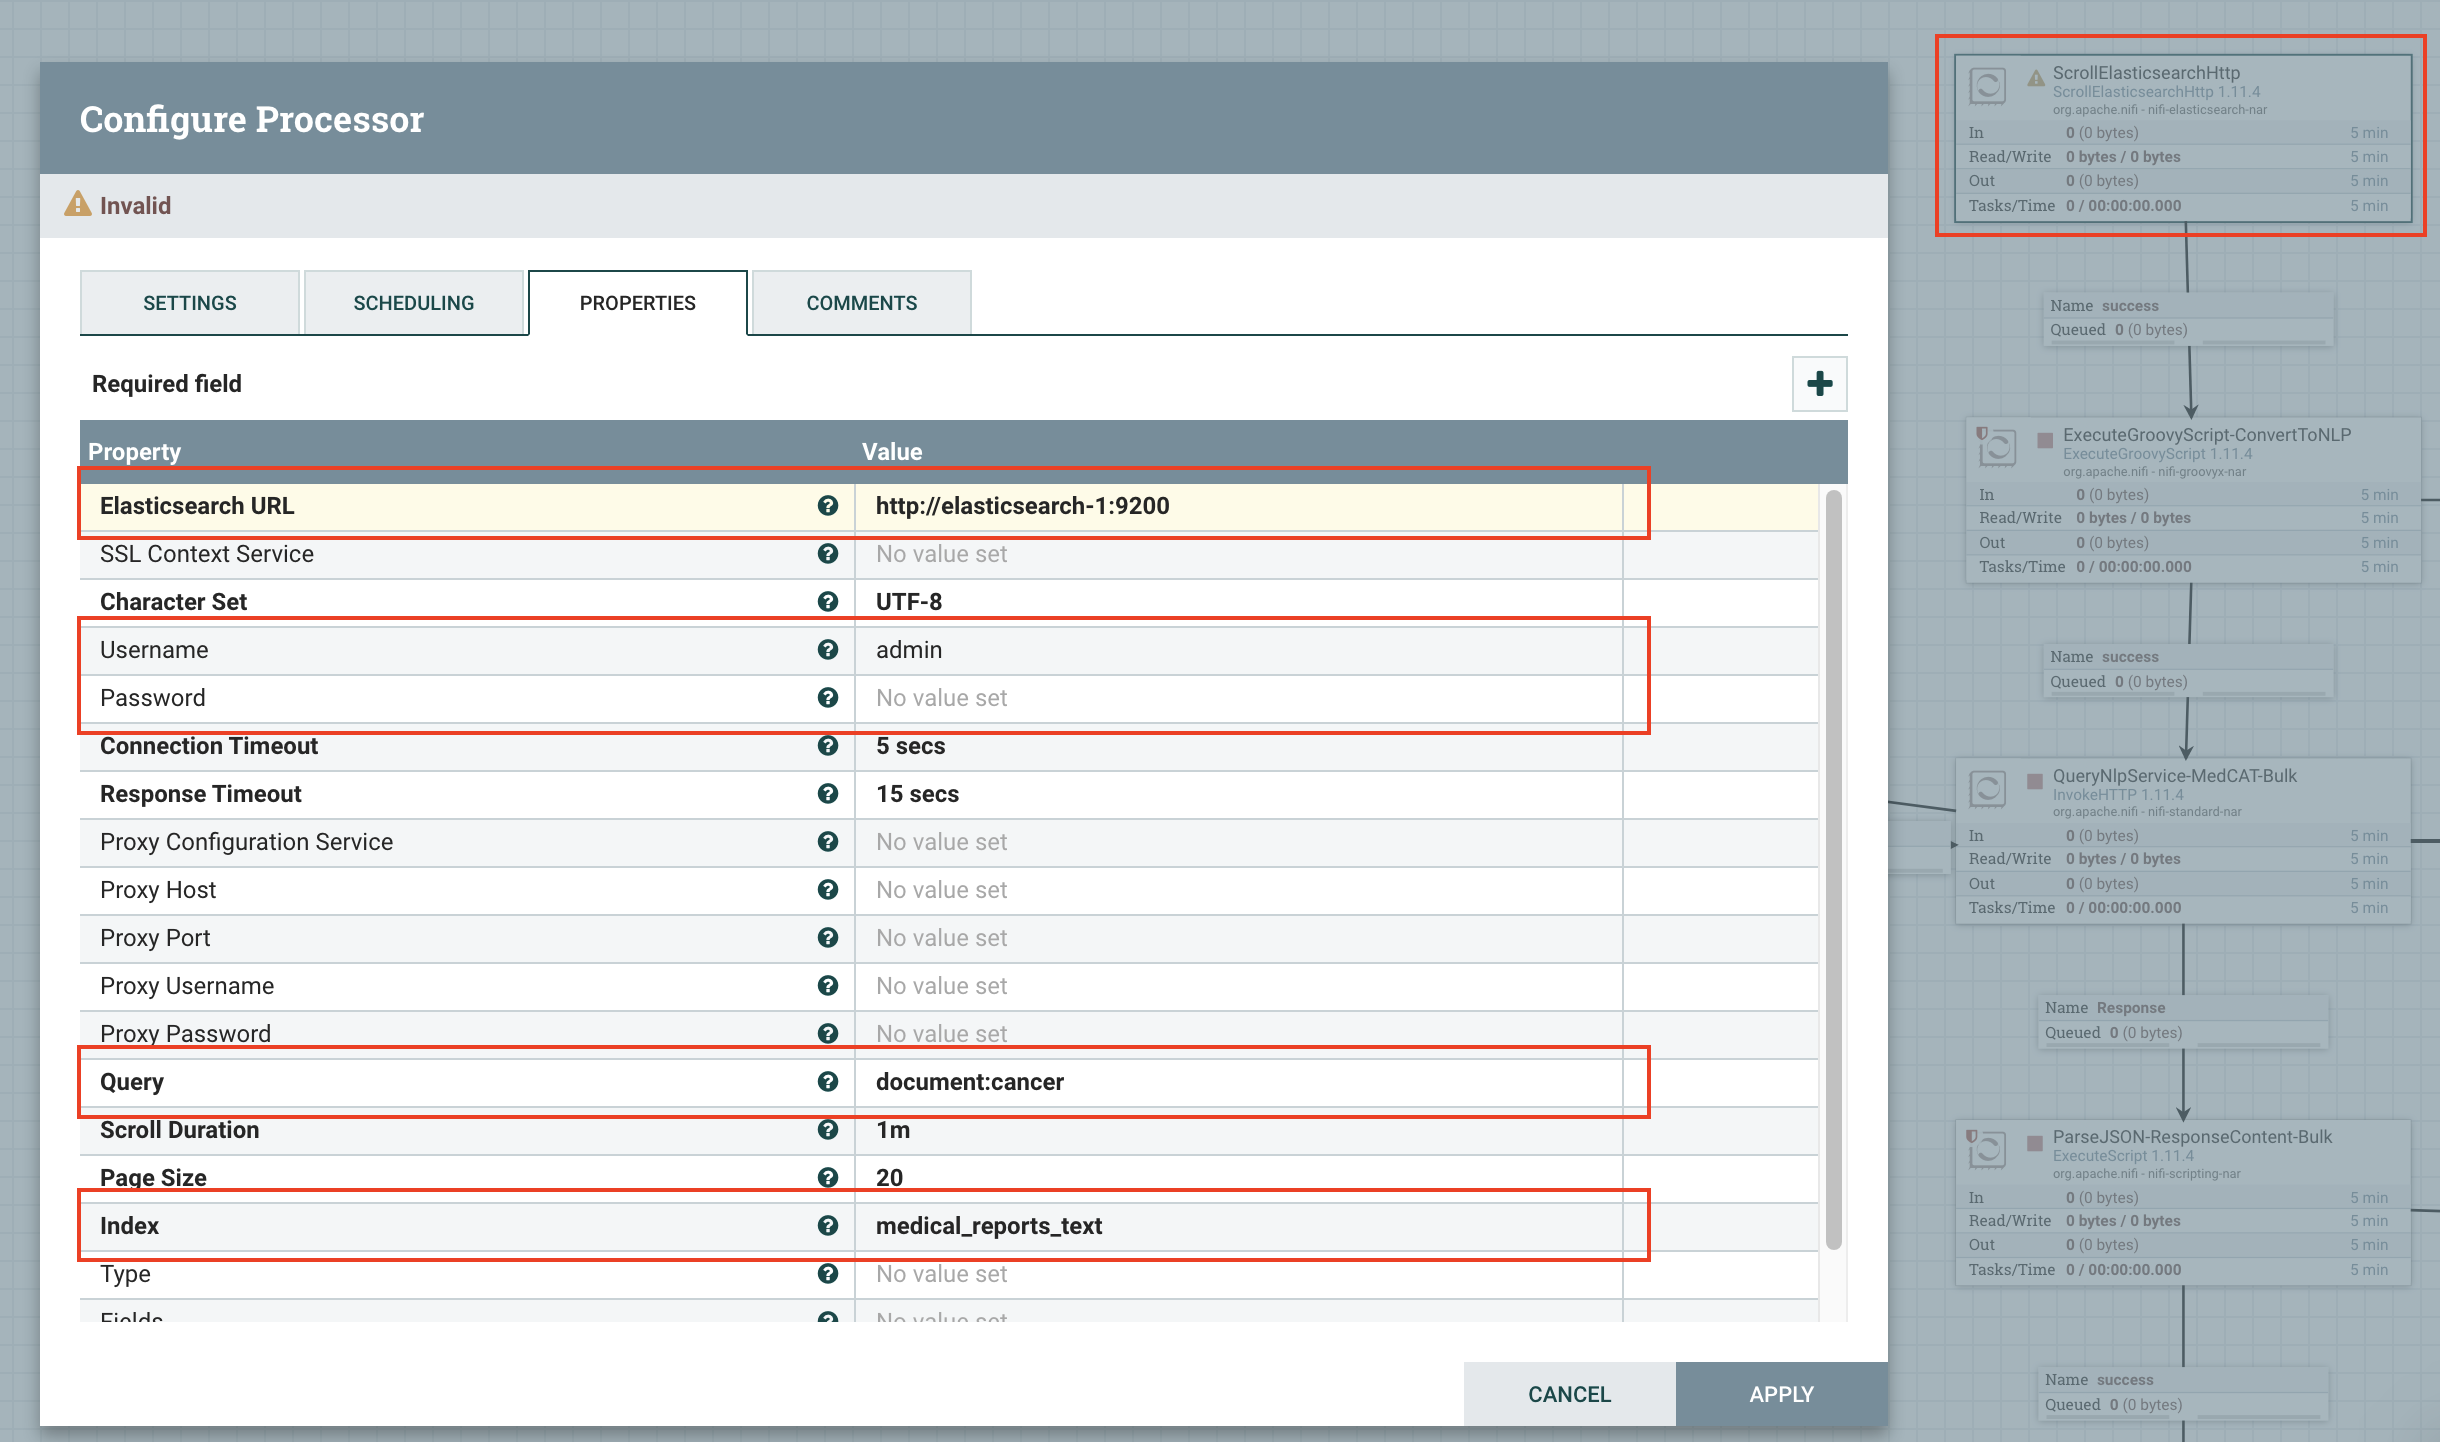 Configure Processor
Invalid
SETTINGS SCHEDULING PROPERTIES COMMENTS
Required field
Property Value
Elasticsearch URL http://elasticsearch-1:9200
SSL Context Service No value set
Character Set UTF-8
Username admin
Password No value set
Connection Timeout 5 secs
Response Timeout 15 secs
Proxy Configuration Service No value set
Proxy Host No value set
Proxy Port No value set
Proxy Username No value set
Proxy Password No value set
Query document:cancer
Scroll Duration 1m
Page Size 20
Index medical_reports_text
Type No value set
Fields No value set
CANCEL APPLY
ScrollElasticsearchHttp
ScrollElasticsearchHttp 1.11.4
org.apache.nifi - nifi-elasticsearch-nar
In 0 (0 bytes) 5 min
Read/Write 0 bytes / 0 bytes 5 min
Out 0 (0 bytes) 5 min
Tasks/Time 0 / 00:00:00.000 5 min
Name success
Queued 0 (0 bytes)
ExecuteGroovyScript-ConvertToNLP
ExecuteGroovyScript 1.11.4
org.apache.nifi - nifi-groovyx-nar
In 0 (0 bytes) 5 min
Read/Write 0 bytes / 0 bytes 5 min
Out 0 (0 bytes) 5 min
Tasks/Time 0 / 00:00:00.000 5 min
Name success
Queued 0 (0 bytes)
QueryNlpService-MedCAT-Bulk
InvokeHTTP 1.11.4
org.apache.nifi - nifi-standard-nar
In 0 (0 bytes) 5 min
Read/Write 0 bytes / 0 bytes 5 min
Out 0 (0 bytes) 5 min
Tasks/Time 0 / 00:00:00.000 5 min
Name Response
Queued 0 (0 bytes)
ParseJSON-ResponseContent-Bulk
ExecuteScript 1.11.4
org.apache.nifi - nifi-scripting-nar
In 0 (0 bytes) 5 min
Read/Write 0 bytes / 0 bytes 5 min
Out 0 (0 bytes) 5 min
Tasks/Time 0 / 00:00:00.000 5 min
Name success
Queued 0 (0 bytes)